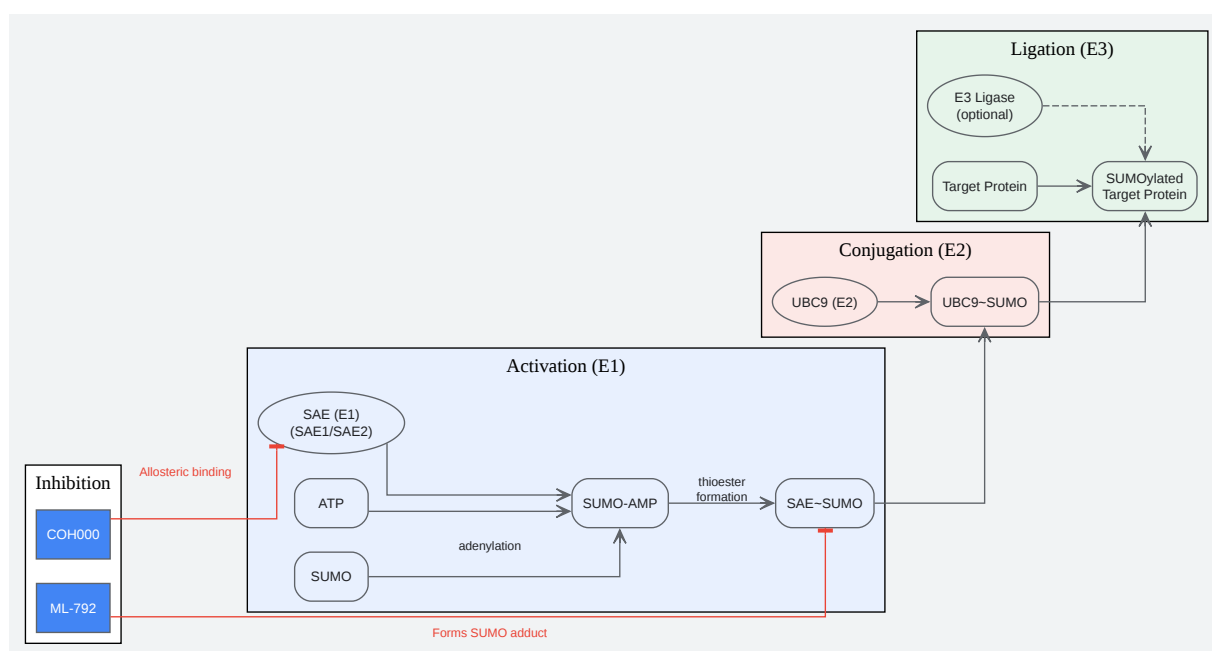 Ligation (E3)
E3 Ligase
(optional)
Target Protein
SUMOylated
Target Protein
Conjugation (E2)
UBC9 (E2)
UBC9~SUMO
Activation (E1)
SAE (E1)
(SAE1/SAE2)
Allosteric binding
Inhibition
COH000
ATP
SUMO-AMP
thioester
formation
SAE~SUMO
adenylation
SUMO
ML-792
Forms SUMO adduct